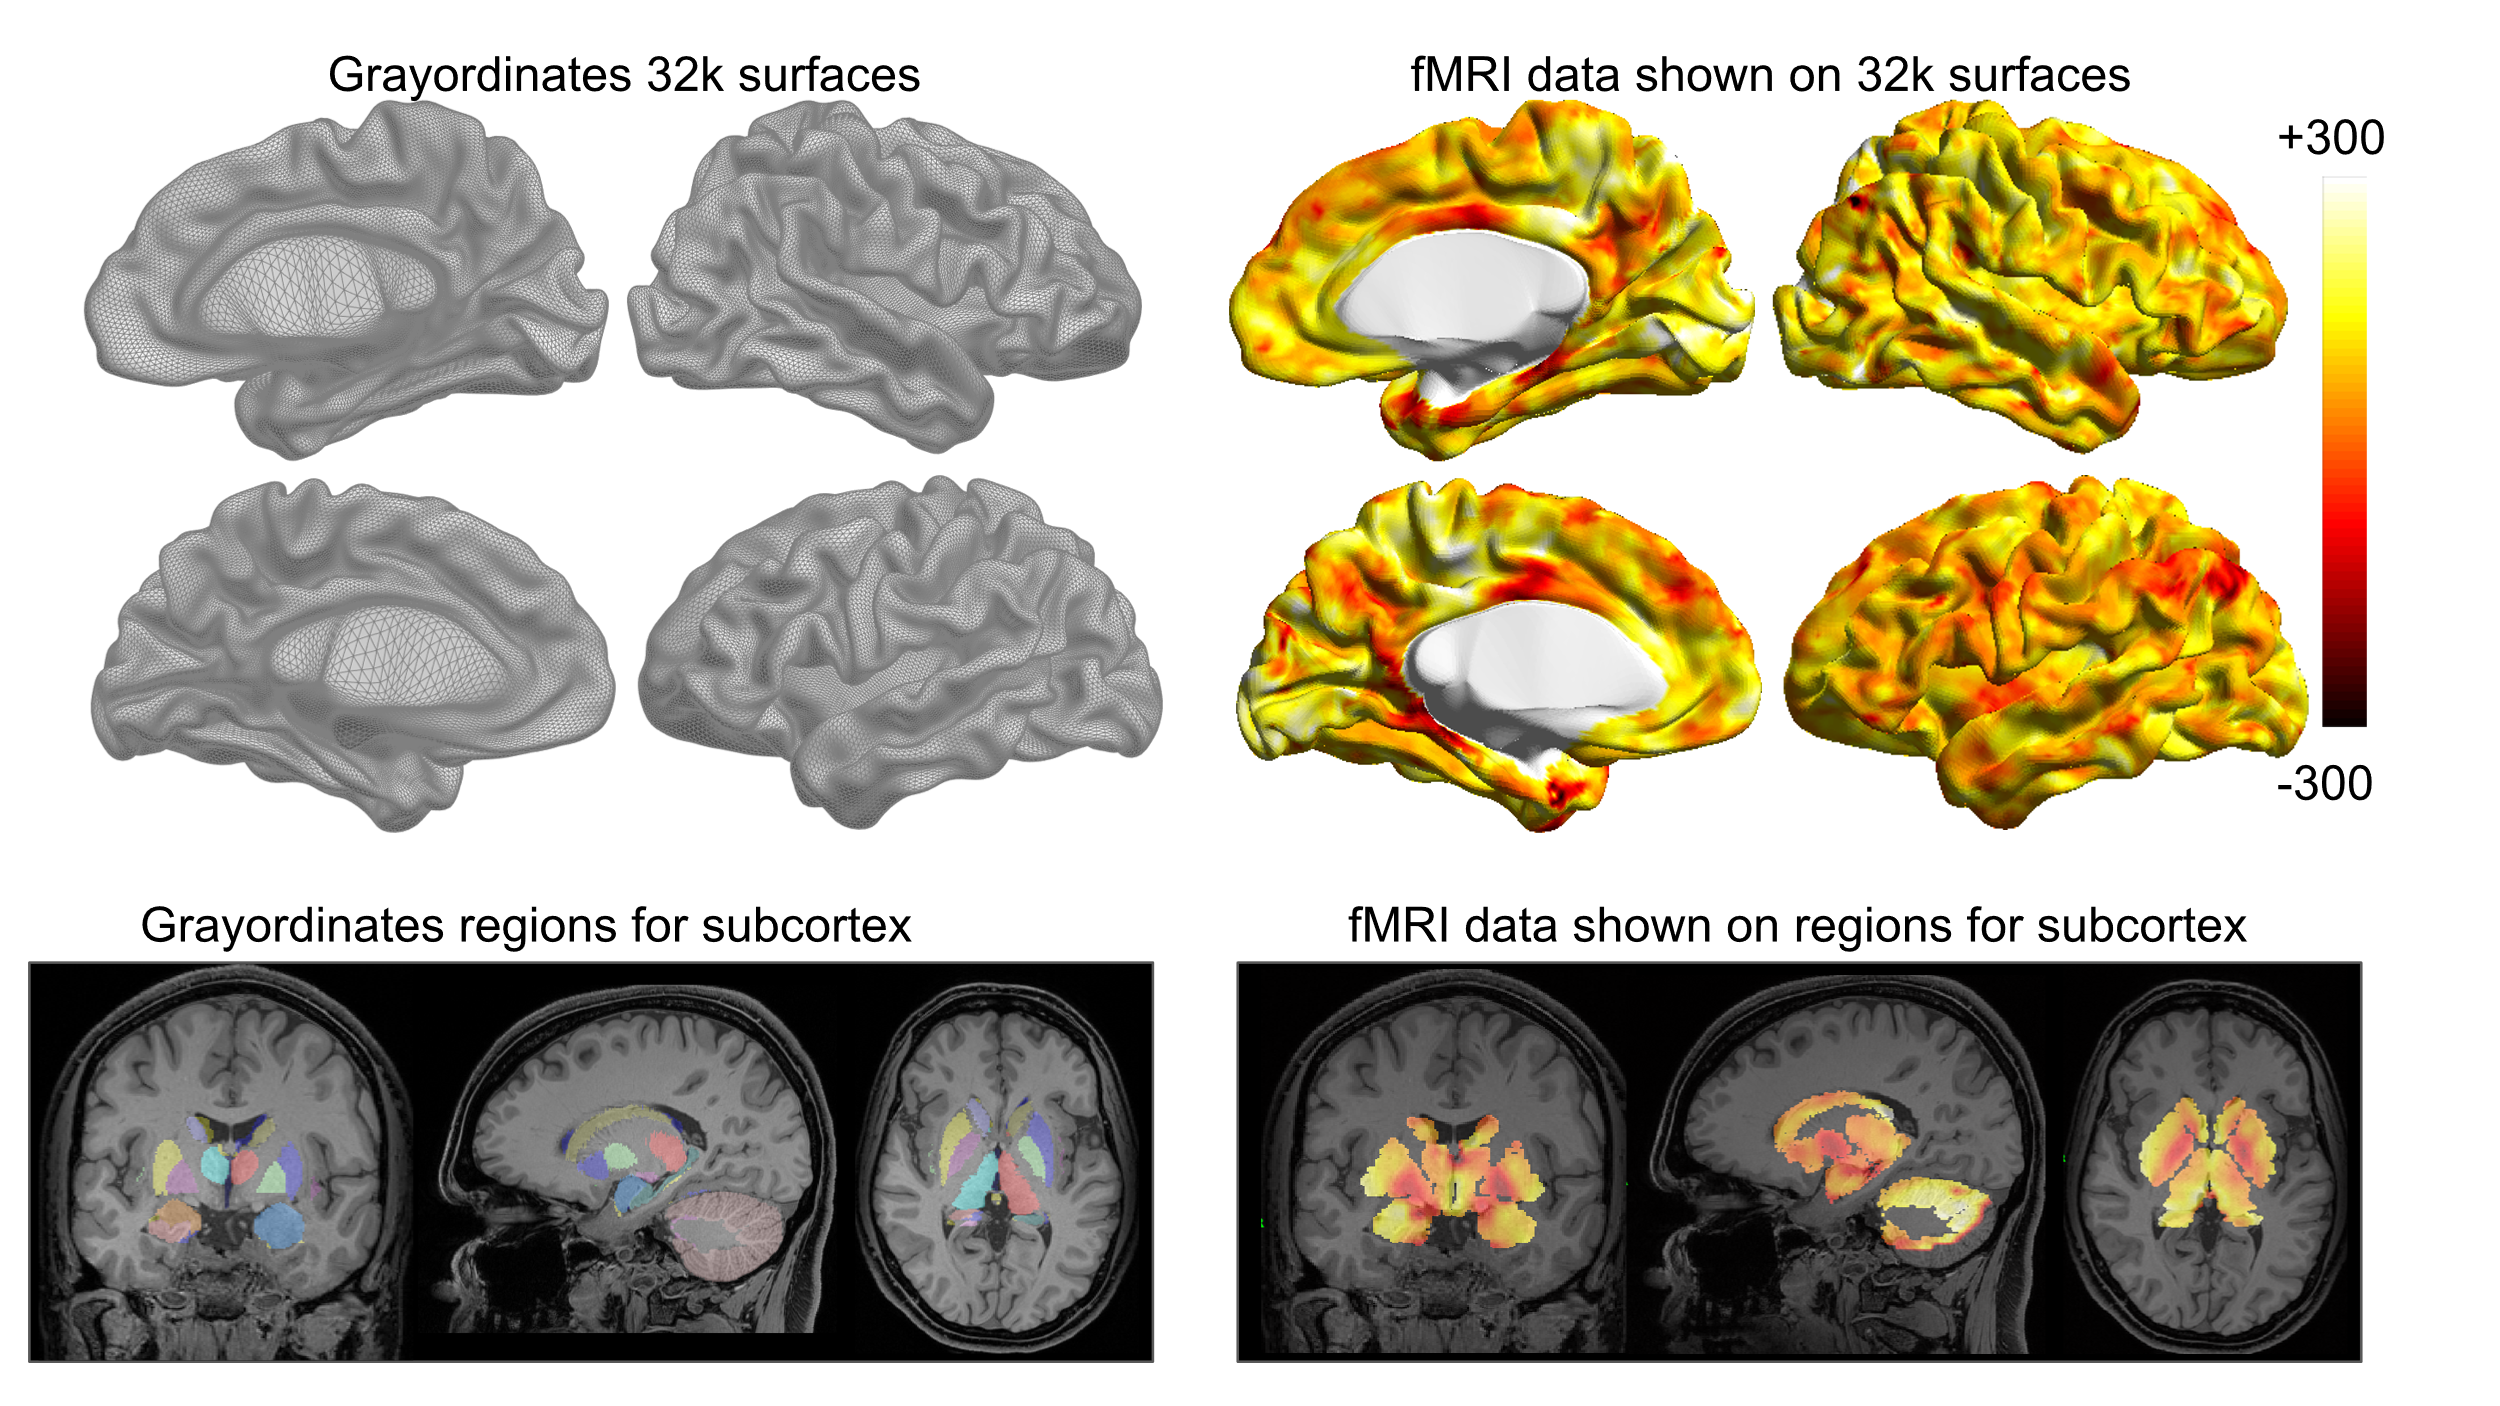 Grayordinates 32k surfaces
fMRI data shown on 32k surfaces
+300
-300
Grayordinates regions for subcortex
fMRI data shown on regions for subcortex